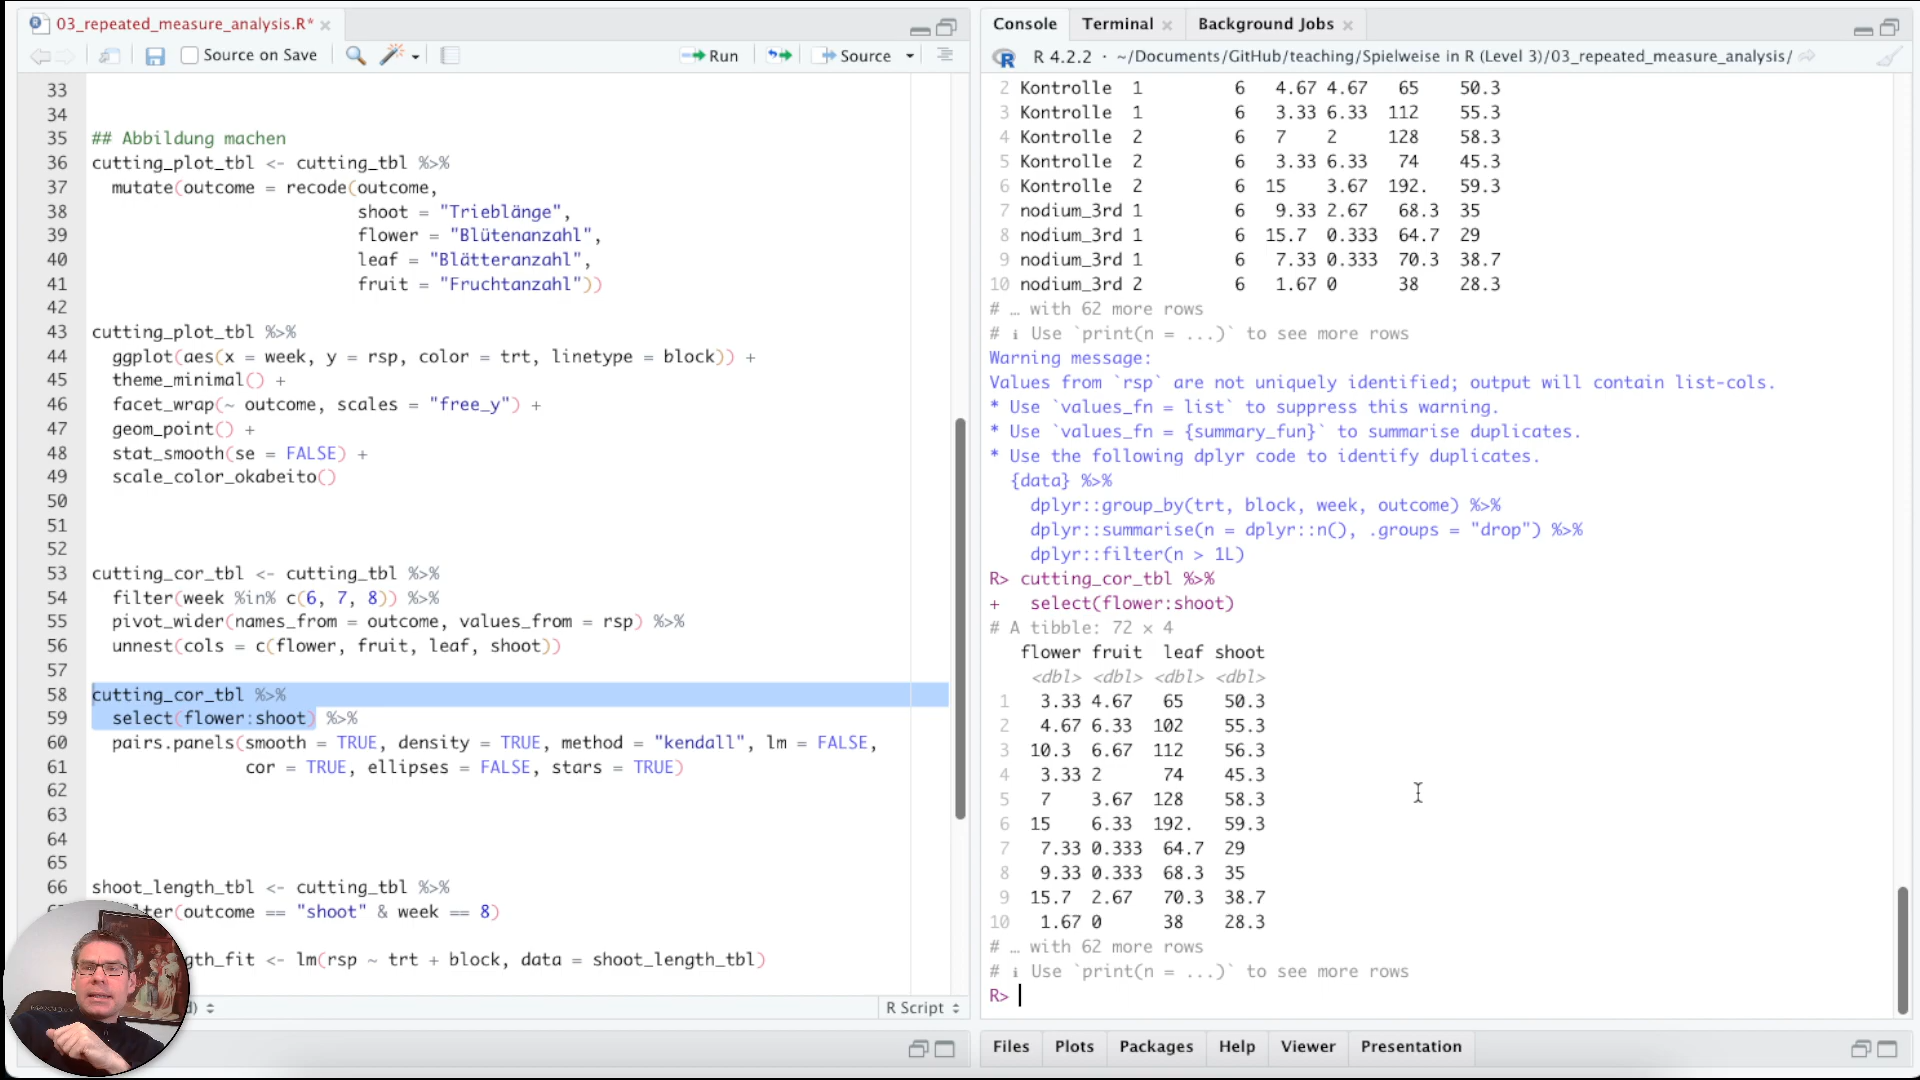 03_repeated_measure_analysis.R*
Source on Save
Run
Source
33
34
35 ## Abbildung machen
36 cutting_plot_tbl <- cutting_tbl %>%
37 mutate(outcome = recode(outcome,
38 shoot = "Trieblänge",
39 flower = "Blütenanzahl",
40 leaf = "Blätteranzahl",
41 fruit = "Fruchtanzahl"))
42
43 cutting_plot_tbl %>%
44 ggplot(aes(x = week, y = rsp, color = trt, linetype = block)) +
45 theme_minimal() +
46 facet_wrap(~ outcome, scales = "free_y") +
47 geom_point() +
48 stat_smooth(se = FALSE) +
49 scale_color_okabeito()
50
51
52
53 cutting_cor_tbl <- cutting_tbl %>%
54 filter(week %in% c(6, 7, 8)) %>%
55 pivot_wider(names_from = outcome, values_from = rsp) %>%
56 unnest(cols = c(flower, fruit, leaf, shoot))
57
58 cutting_cor_tbl %>%
59 select(flower:shoot) %>%
60 pairs.panels(smooth = TRUE, density = TRUE, method = "kendall", lm = FALSE,
61 cor = TRUE, ellipses = FALSE, stars = TRUE)
62
63
64
65
66 shoot_length_tbl <- cutting_tbl %>%
ter(outcome == "shoot" & week == 8)
gth_fit <- lm(rsp ~ trt + block, data = shoot_length_tbl)
R Script
Console
Terminal
Background Jobs
R 4.2.2 · ~/Documents/GitHub/teaching/Spielweise in R (Level 3)/03_repeated_measure_analysis/
2 Kontrolle 1 6 4.67 4.67 65 50.3
3 Kontrolle 1 6 3.33 6.33 112 55.3
4 Kontrolle 2 6 7 2 128 58.3
5 Kontrolle 2 6 3.33 6.33 74 45.3
6 Kontrolle 2 6 15 3.67 192. 59.3
7 nodium_3rd 1 6 9.33 2.67 68.3 35
8 nodium_3rd 1 6 15.7 0.333 64.7 29
9 nodium_3rd 1 6 7.33 0.333 70.3 38.7
10 nodium_3rd 2 6 1.67 0 38 28.3
# … with 62 more rows
# ℹ Use `print(n = ...)` to see more rows
Warning message:
Values from `rsp` are not uniquely identified; output will contain list-cols.
* Use `values_fn = list` to suppress this warning.
* Use `values_fn = {summary_fun}` to summarise duplicates.
* Use the following dplyr code to identify duplicates.
{data} %>%
dplyr::group_by(trt, block, week, outcome) %>%
dplyr::summarise(n = dplyr::n(), .groups = "drop") %>%
dplyr::filter(n > 1L)
R> cutting_cor_tbl %>%
+ select(flower:shoot)
# A tibble: 72 × 4
flower fruit leaf shoot
<dbl> <dbl> <dbl> <dbl>
1 3.33 4.67 65 50.3
2 4.67 6.33 102 55.3
3 10.3 6.67 112 56.3
4 3.33 2 74 45.3
5 7 3.67 128 58.3
6 15 6.33 192. 59.3
7 7.33 0.333 64.7 29
8 9.33 0.333 68.3 35
9 15.7 2.67 70.3 38.7
10 1.67 0 38 28.3
# … with 62 more rows
# ℹ Use `print(n = ...)` to see more rows
R>
Files
Plots
Packages
Help
Viewer
Presentation